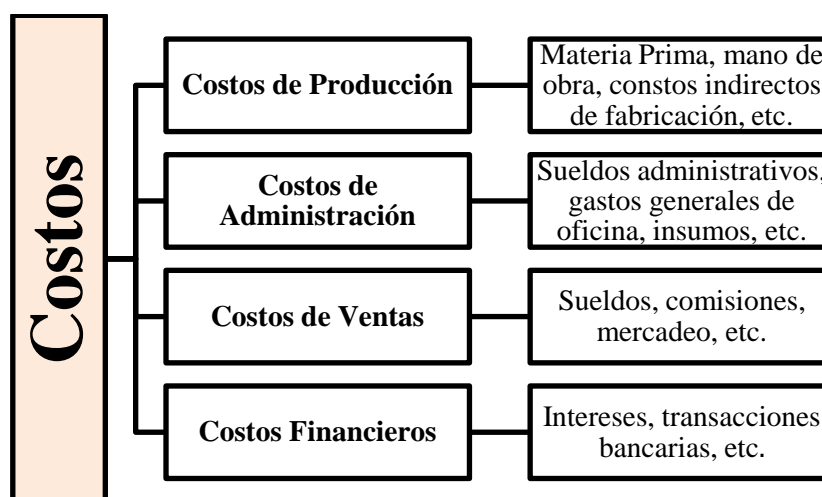 Costos
Costos de Producción
Materia Prima, mano de
obra, constos indirectos
de fabricación, etc.
Costos de
Administración
Sueldos administrativos,
gastos generales de
oficina, insumos, etc.
Costos de Ventas
Sueldos, comisiones,
mercadeo, etc.
Costos Financieros
Intereses, transacciones
bancarias, etc.